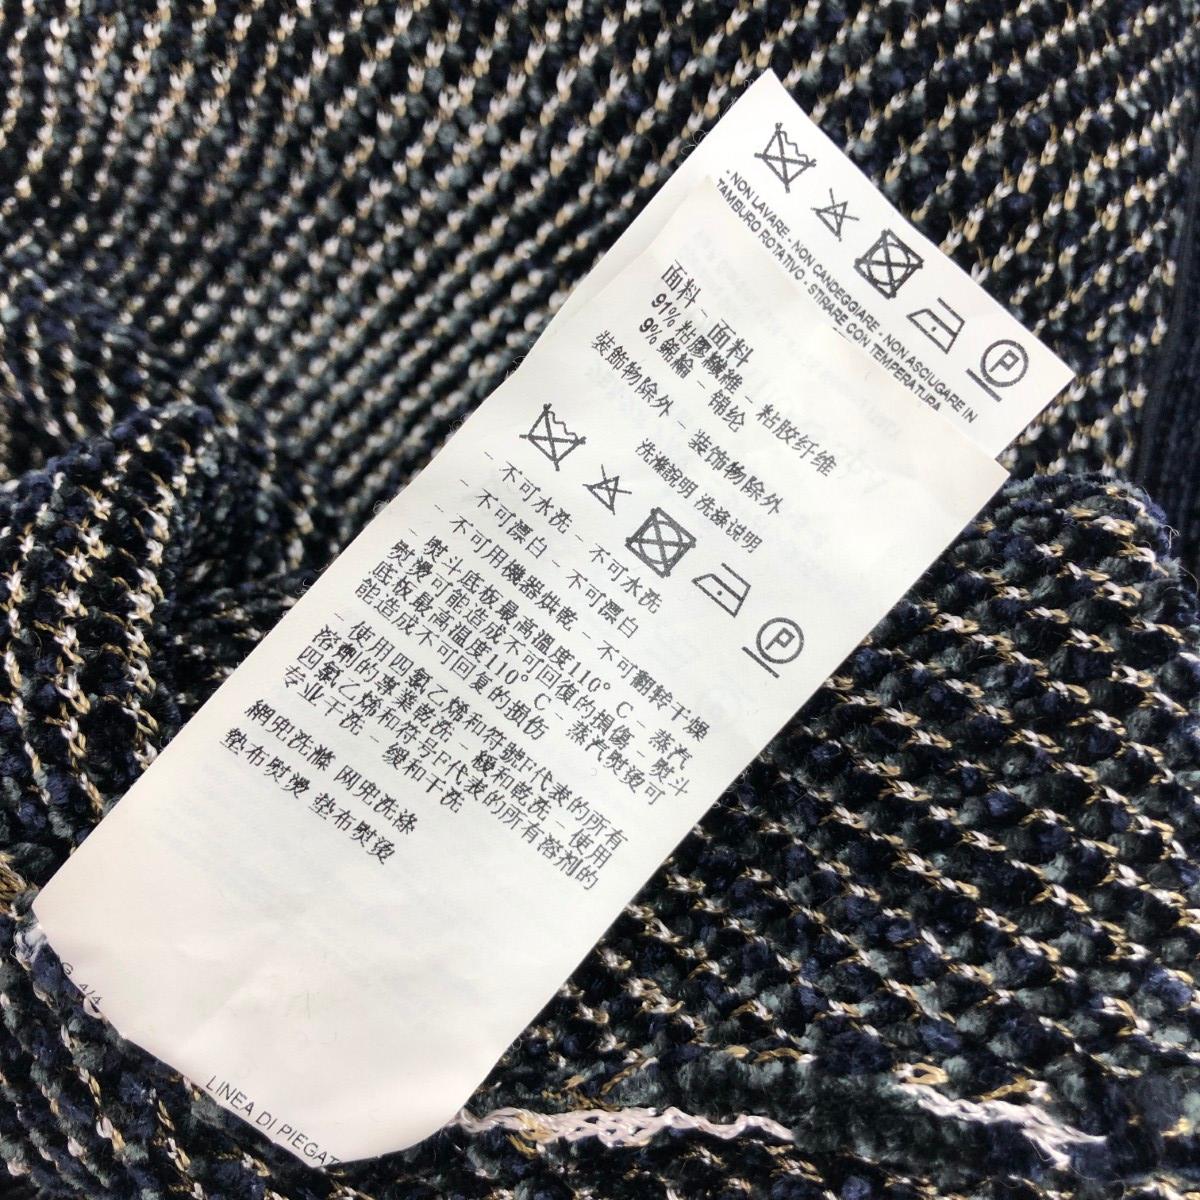 - NON LAVARE - NON CANDEGGIARE - NON ASCIUGARE IN
TAMBURO ROTATIVO - STIRARE CON TEMPERATURA
面料 - 面料
91% 粘膠纖維 - 粘胶纤维
9% 錦綸 - 锦纶
裝飾物除外 - 装饰物除外
洗滌說明 洗涤说明
P
- 不可水洗 - 不可水洗
- 不可漂白 - 不可漂白
- 不可用機器烘乾 - 不可翻转干燥
- 熨斗底板最高溫度110° C - 蒸汽
熨燙可能造成不可回復的損傷 - 熨斗
底板最高温度110° C - 蒸汽熨烫可
能造成不可回复的损伤
- 使用四氯乙烯和符號F代表的所有
溶劑的專業乾洗 - 緩和乾洗 - 使用
四氯乙烯和符号F代表的所有溶剂的
专业干洗 - 缓和干洗
網兜洗滌 网兜洗涤
墊布熨燙 垫布熨烫
P
G 4/4
LINEA DI PIEGAT